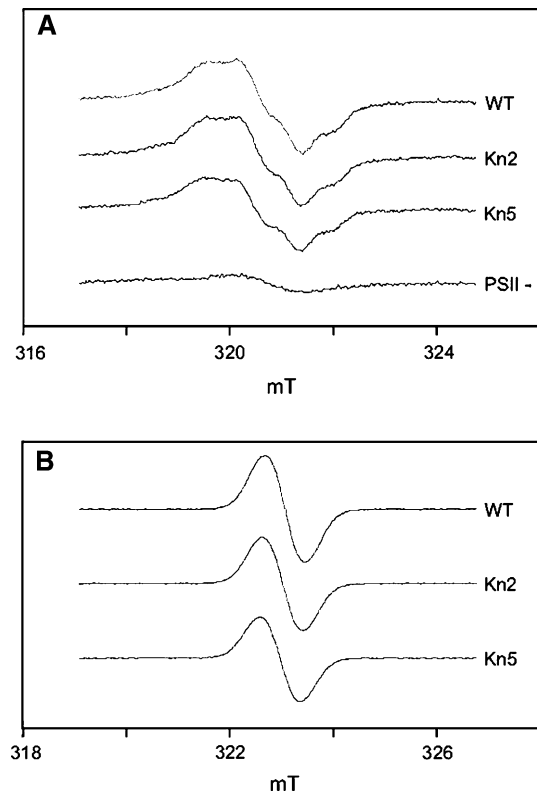 A
WT
Kn2
Kn5
PSII -
316 320 324
mT
B
WT
Kn2
Kn5
318 322 326
mT